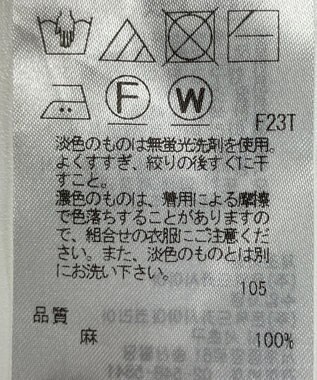 F
W
F23T
淡色のものは無蛍光洗剤を使用。
よくすすぎ、絞りの後すぐに干
すこと。
濃色のものは、着用による摩擦
で色落ちすることがありますの
で、組合せの衣服にご注意くだ
さい。また、淡色のものとは別
にお洗い下さい。
105
品質
麻 100%